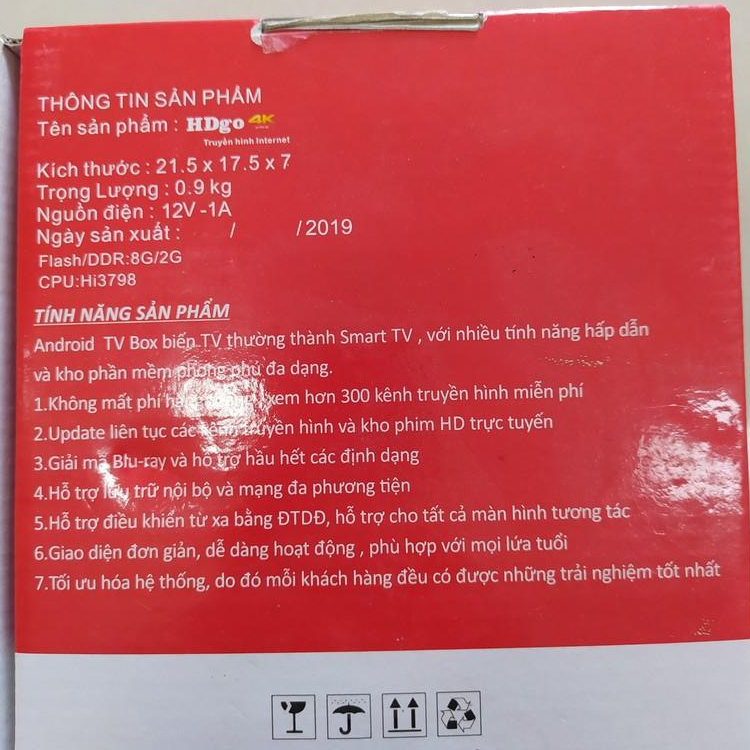 THÔNG TIN SẢN PHẨM
Tên sản phẩm : HDgo 4K
Truyền hình Internet
Kích thước : 21.5 x 17.5 x 7
Trọng Lượng : 0.9 kg
Nguồn điện : 12V -1A
Ngày sản xuất : / / 2019
Flash/DDR:8G/2G
CPU:Hi3798
TÍNH NĂNG SẢN PHẨM
Android TV Box biến TV thường thành Smart TV , với nhiều tính năng hấp dẫn
và kho phần mềm phong phú đa dạng.
1.Không mất phí xem hơn 300 kênh truyền hình miễn phí
2.Update liên tục các kênh truyền hình và kho phim HD trực tuyến
3.Giải mã Blu-ray và hỗ trợ hầu hết các định dạng
4.Hỗ trợ lưu trữ nội bộ và mạng đa phương tiện
5.Hỗ trợ điều khiển từ xa bằng ĐTDĐ, hỗ trợ cho tất cả màn hình tương tác
6.Giao diện đơn giản, dễ dàng hoạt động , phù hợp với mọi lứa tuổi
7.Tối ưu hóa hệ thống, do đó mỗi khách hàng đều có được những trải nghiệm tốt nhất